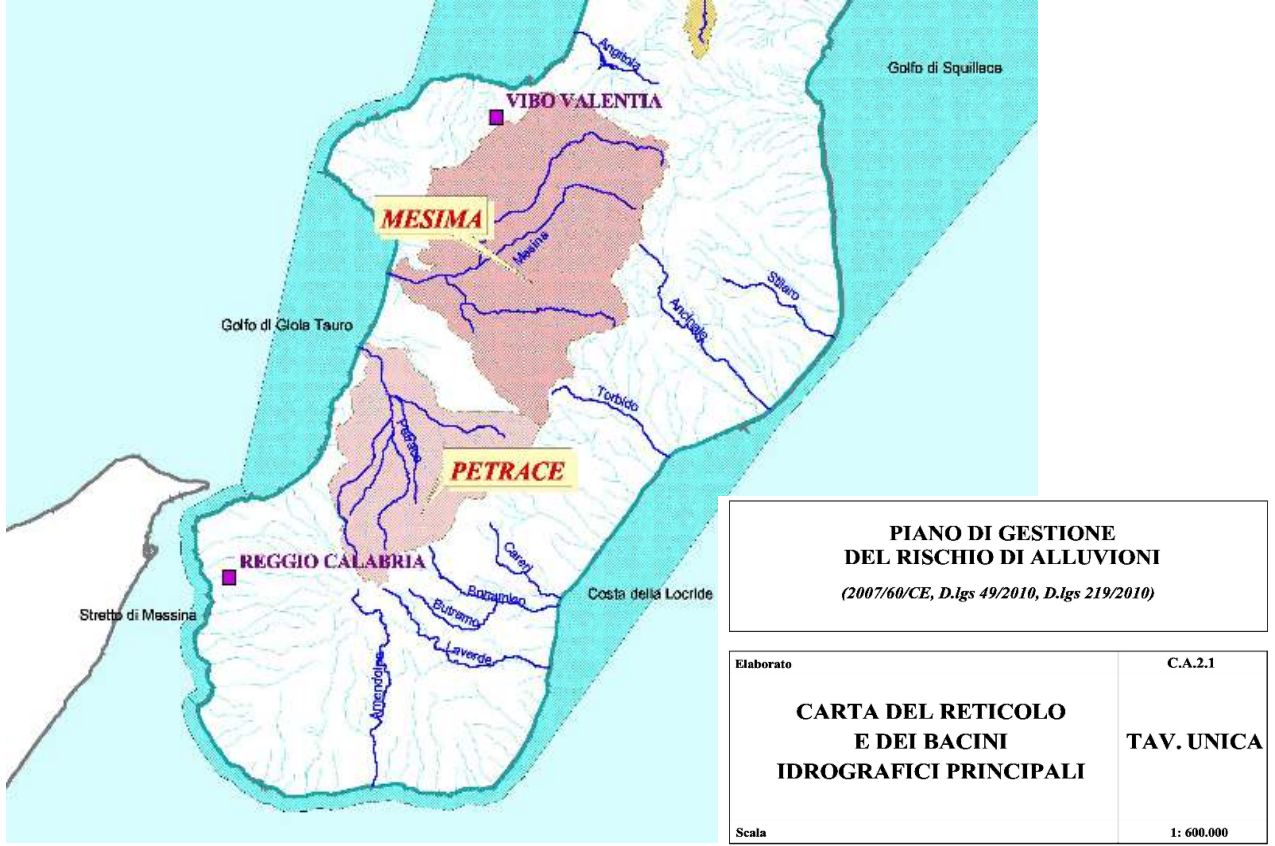 Angitola
Golfo di Squillace
VIBO VALENTIA
MESIMA
Mesima
Stilaro
Ancinale
Golfo di Gioia Tauro
Torbido
Petrace
PETRACE
Careri
REGGIO CALABRIA
Bonamico
Costa della Locride
Butramo
Stretto di Messina
Laverde
Amendolea
PIANO DI GESTIONE
DEL RISCHIO DI ALLUVIONI
(2007/60/CE, D.lgs 49/2010, D.lgs 219/2010)
Elaborato
C.A.2.1
CARTA DEL RETICOLO
E DEI BACINI
IDROGRAFICI PRINCIPALI
TAV. UNICA
Scala
1: 600.000